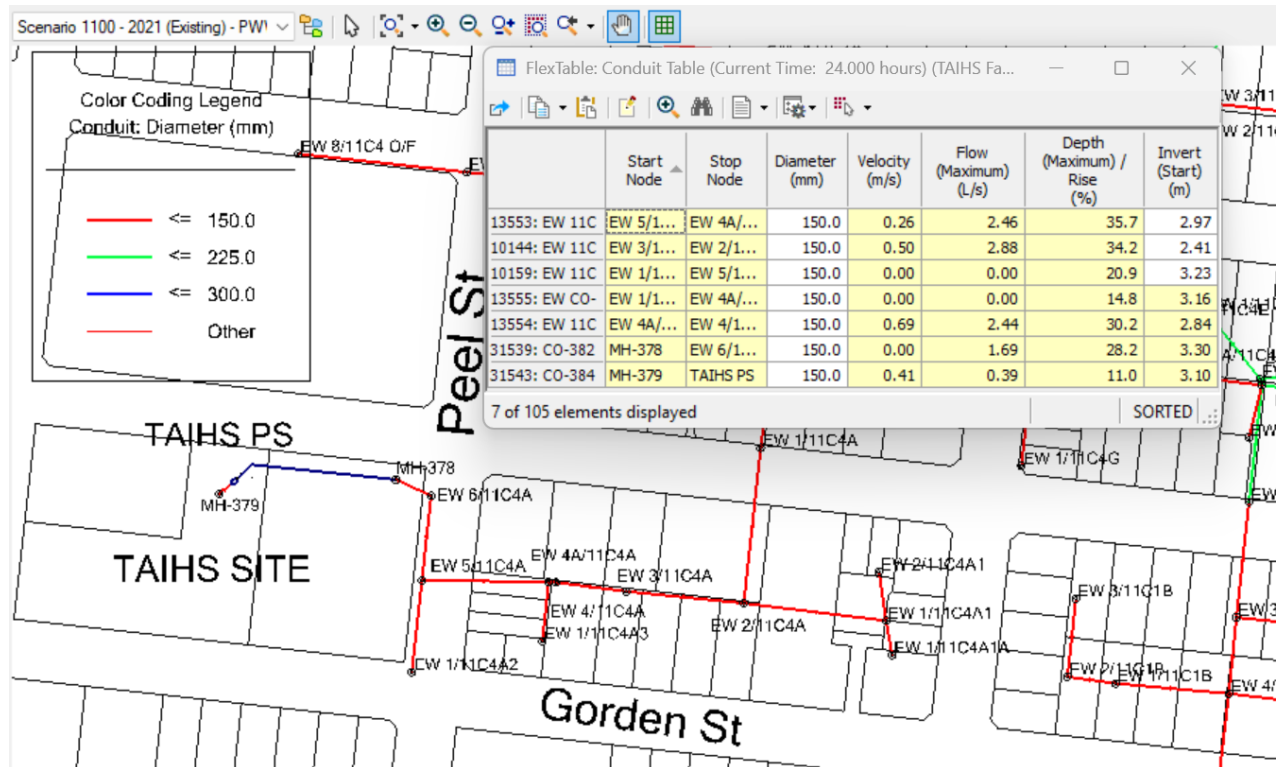 Scenario 1100 - 2021 (Existing) - PW
FlexTable: Conduit Table (Current Time: 24.000 hours) (TAIHS Fa...
Color Coding Legend
Conduit: Diameter (mm)
<= 150.0
<= 225.0
<= 300.0
Other
Start Node Stop Node Diameter (mm) Velocity (m/s) Flow (Maximum) (L/s) Depth (Maximum) / Rise (%) Invert (Start) (m)
13553: EW 11C EW 5/1... EW 4A/... 150.0 0.26 2.46 35.7 2.97
10144: EW 11C EW 3/1... EW 2/1... 150.0 0.50 2.88 34.2 2.41
10159: EW 11C EW 1/1... EW 5/1... 150.0 0.00 0.00 20.9 3.23
13555: EW CO- EW 1/1... EW 4A/... 150.0 0.00 0.00 14.8 3.16
13554: EW 11C EW 4A/... EW 4/1... 150.0 0.69 2.44 30.2 2.84
31539: CO-382 MH-378 EW 6/1... 150.0 0.00 1.69 28.2 3.30
31543: CO-384 MH-379 TAIHS PS 150.0 0.41 0.39 11.0 3.10
7 of 105 elements displayed
SORTED
EW 8/11C4 O/F
Peel St
TAIHS PS
MH-378
MH-379
TAIHS SITE
EW 6/11C4A
EW 5/11C4A
EW 4A/11C4A
EW 3/11C4A
EW 4/11C4A
EW 1/11C4A3
EW 2/11C4A
EW 1/11C4A2
EW 1/11C4A
EW 1/11C4G
EW 2/11C4A1
EW 1/11C4A1
EW 1/11C4A1A
EW 3/11C1B
EW 2/11C1B
EW 1/11C1B
Gorden St